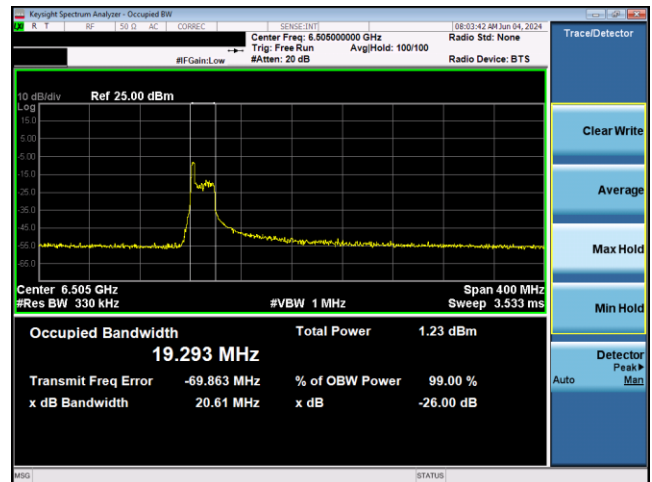 Keysight Spectrum Analyzer - Occupied BW
R T RF 50 Ω AC CORREC SENSE:INT 08:03:42 AM Jun 04, 2024
Center Freq: 6.505000000 GHz Radio Std: None
Trig: Free Run Avg|Hold: 100/100
#IFGain:Low #Atten: 20 dB Radio Device: BTS
Trace/Detector
10 dB/div Ref 25.00 dBm
Log
15.0
5.00
-5.00
-15.0
-25.0
-35.0
-45.0
-55.0
-65.0
Center 6.505 GHz Span 400 MHz
#Res BW 330 kHz #VBW 1 MHz Sweep 3.533 ms
Occupied Bandwidth Total Power 1.23 dBm
19.293 MHz
Transmit Freq Error -69.863 MHz % of OBW Power 99.00 %
x dB Bandwidth 20.61 MHz x dB -26.00 dB
Clear Write
Average
Max Hold
Min Hold
Detector
Peak▶
Auto Man
MSG STATUS